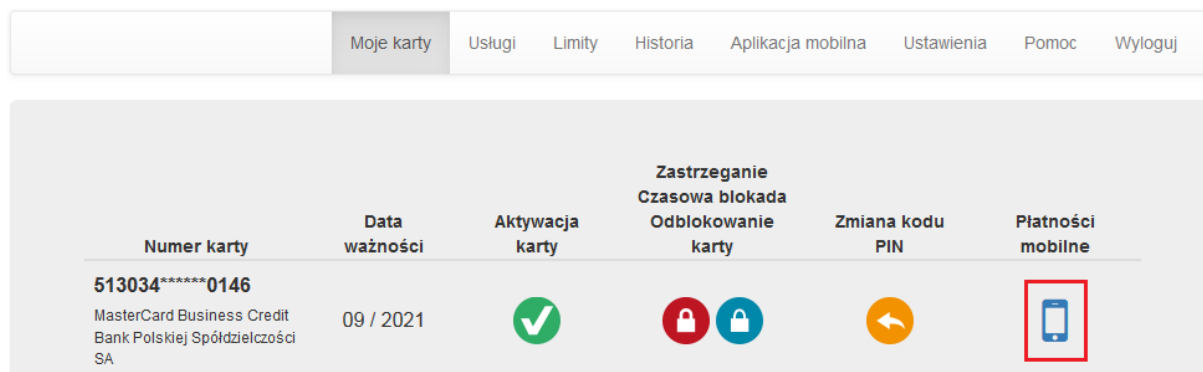 Moje karty Usługi Limity Historia Aplikacja mobilna Ustawienia Pomoc Wyloguj
Zastrzeganie
Czasowa blokada
Data Aktywacja Odblokowanie Zmiana kodu Płatności
Numer karty ważności karty karty PIN mobilne
513034******0146
MasterCard Business Credit
Bank Polskiej Spółdzielczości
SA
09 / 2021